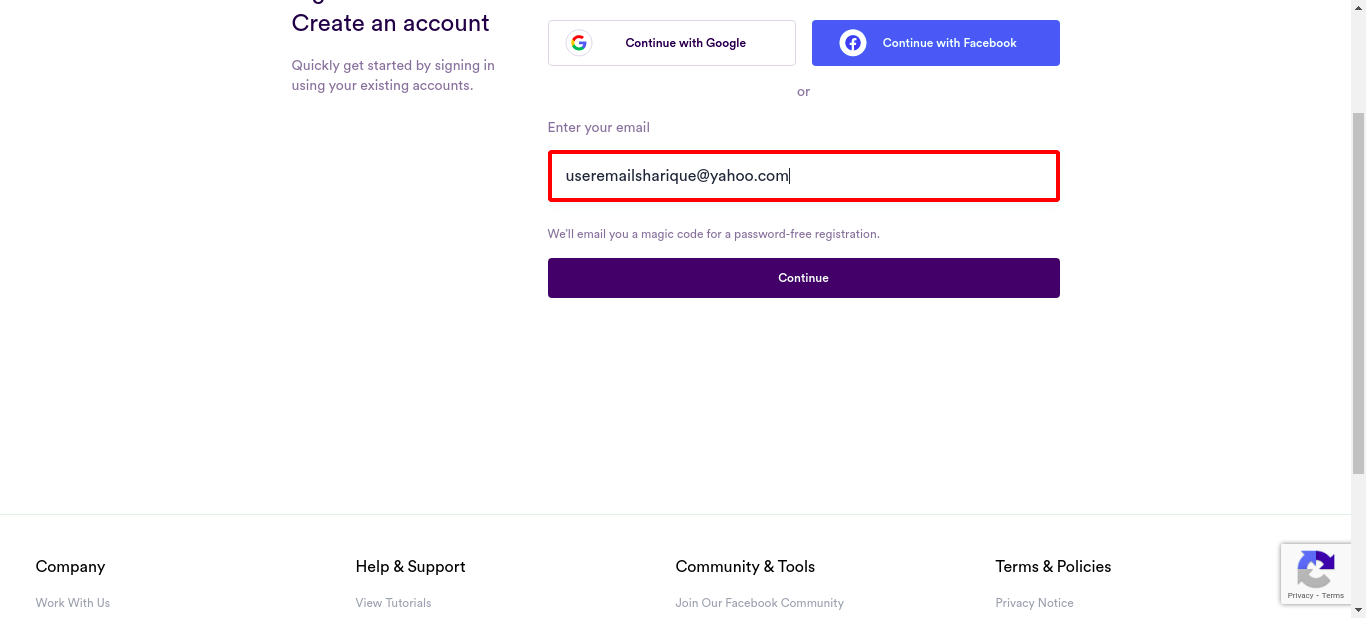 Create an account
Quickly get started by signing in
using your existing accounts.
Continue with Google
Continue with Facebook
or
Enter your email
useremailsharique@yahoo.com
We'll email you a magic code for a password-free registration.
Continue
Company
Work With Us
Help & Support
View Tutorials
Community & Tools
Join Our Facebook Community
Terms & Policies
Privacy Notice
Privacy - Terms